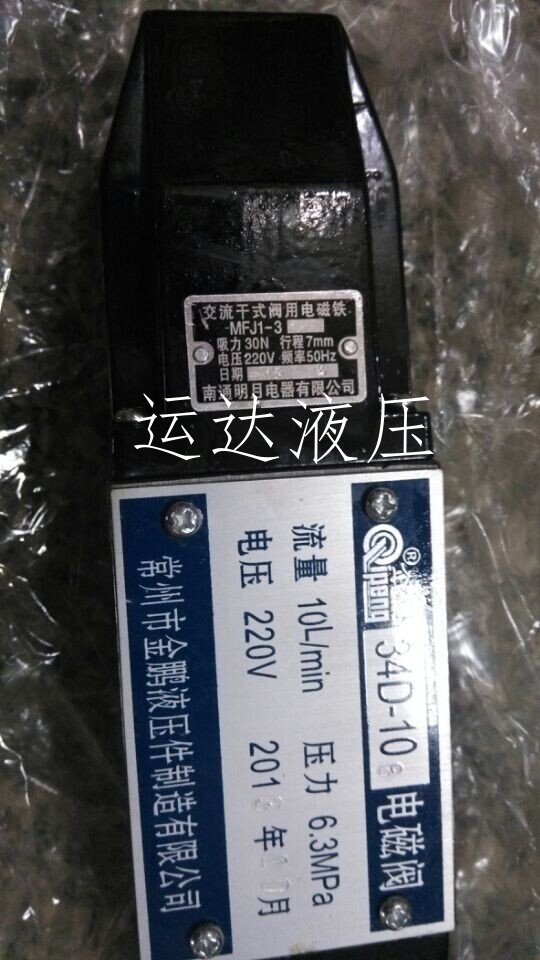 交流干式阀用电磁铁
MFJ1-3
吸力 30N 行程 7mm
电压 220V 频率 50Hz
日期
南通明月电器有限公司
运达液压
®
34D-10 电磁阀
流量 10L/min 压力 6.3MPa
电压 220V 201 年 月
常州市金鹏液压件制造有限公司